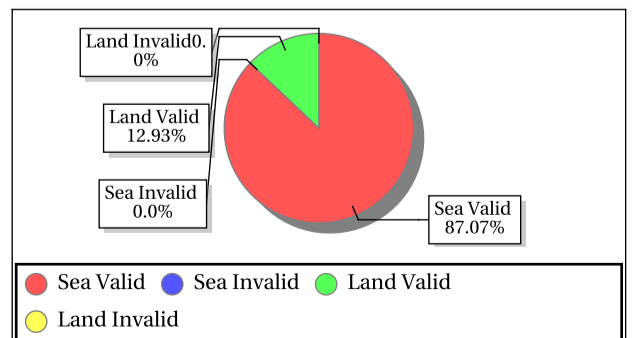 Land Invalid0.
0%
Land Valid
12.93%
Sea Invalid
0.0%
Sea Valid
87.07%
Sea Valid
Sea Invalid
Land Valid
Land Invalid